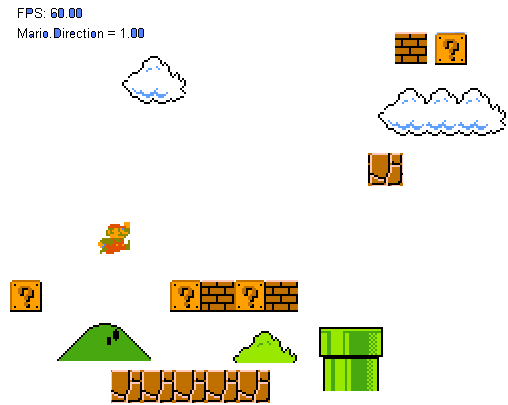 FPS: 60.00
Mario.Direction = 1.00
?
?
? ?